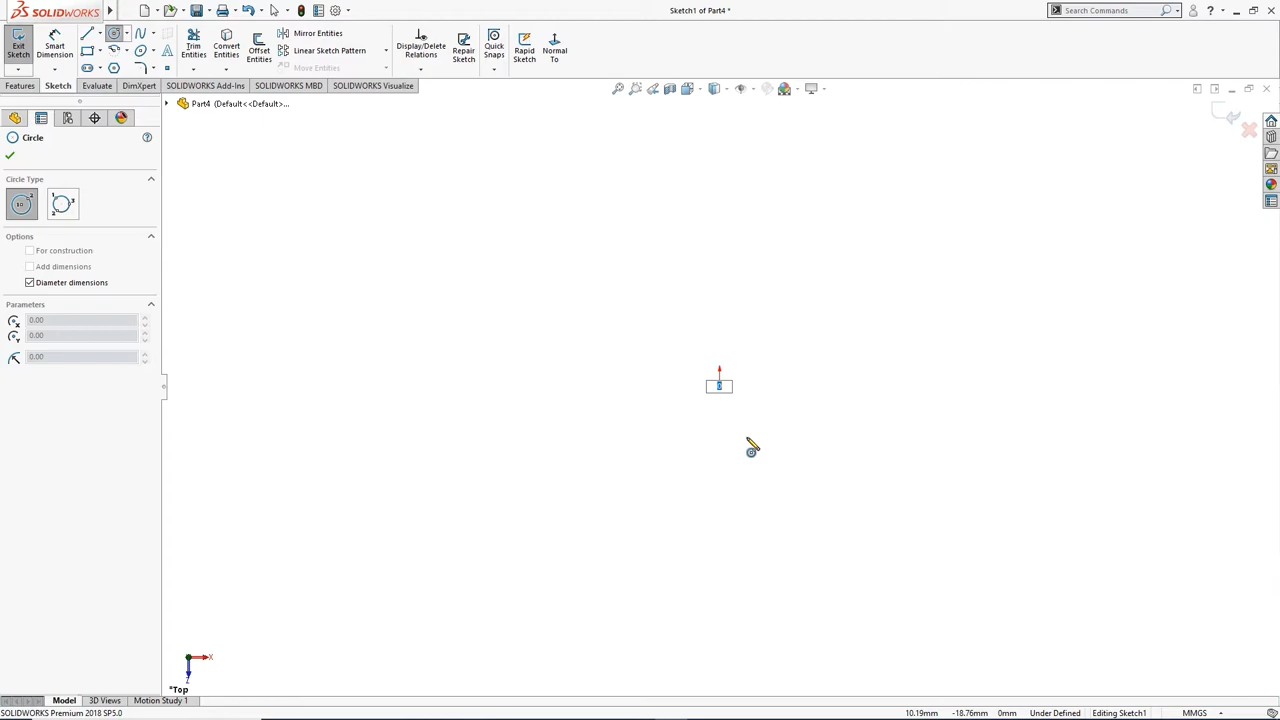 SOLIDWORKS
Sketch1 of Part4 *
Search Commands
?
Exit Sketch
Smart Dimension
Trim Entities
Convert Entities
Offset Entities
Mirror Entities
Linear Sketch Pattern
Move Entities
Display/Delete Relations
Repair Sketch
Quick Snaps
Rapid Sketch
Normal To
Features
Sketch
Evaluate
DimXpert
SOLIDWORKS Add-Ins
SOLIDWORKS MBD
SOLIDWORKS Visualize
Part4 (Default<<Default>...
Circle
Circle Type
Options
For construction
Add dimensions
Diameter dimensions
Parameters
0.00
0.00
0.00
0
X
Z
*Top
Model
3D Views
Motion Study 1
SOLIDWORKS Premium 2018 SP5.0
10.19mm
-18.76mm
0mm
Under Defined
Editing Sketch1
MMGS